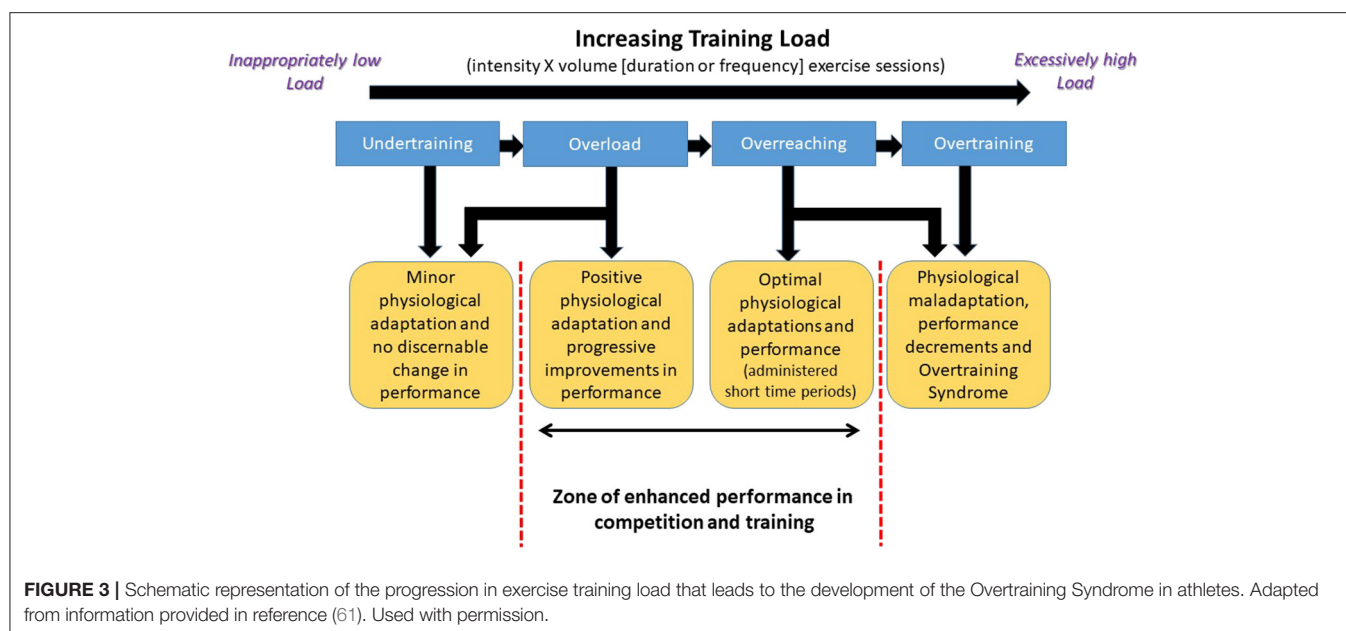 Increasing Training Load
Inappropriately low
Load
(intensity X volume [duration or frequency] exercise sessions)
Excessively high
Load
Undertraining
Overload
Overreaching
Overtraining
Minor
physiological
adaptation and
no discernable
change in
performance
Positive
physiological
adaptation and
progressive
improvements in
performance
Optimal
physiological
adaptations and
performance
(administered
short time periods)
Physiological
maladaptation,
performance
decrements and
Overtraining
Syndrome
Zone of enhanced performance in
competition and training
FIGURE 3 | Schematic representation of the progression in exercise training load that leads to the development of the Overtraining Syndrome in athletes. Adapted
from information provided in reference (61). Used with permission.